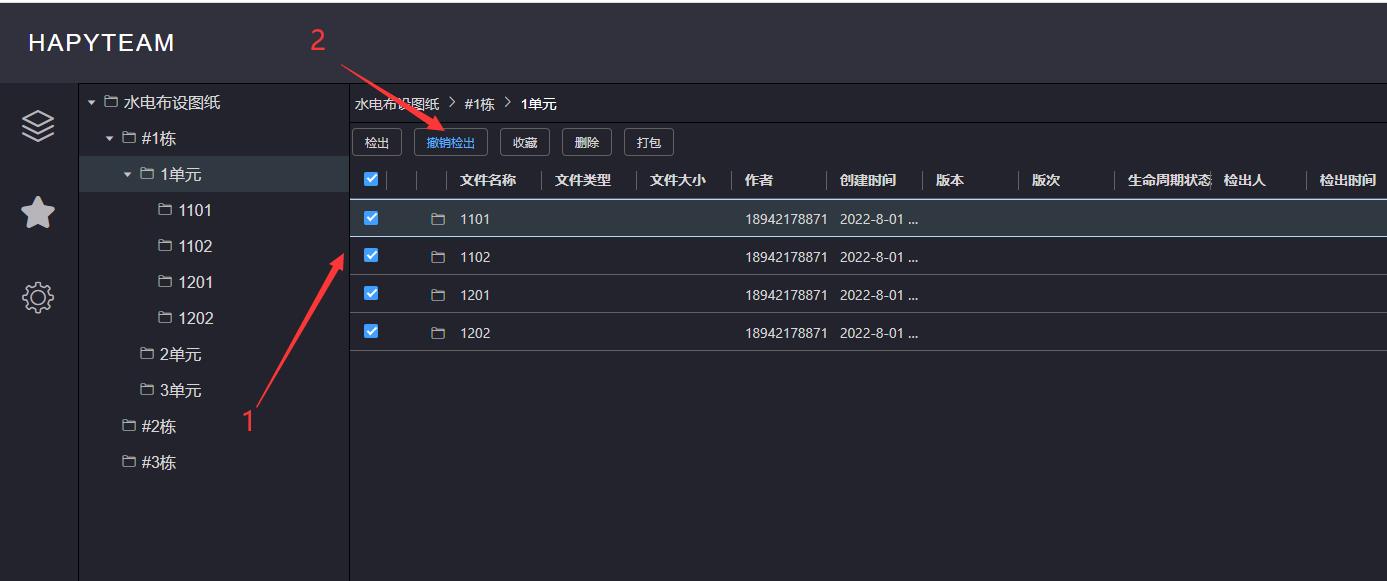 HAPYTEAM
2
水电布设图纸
#1栋
1单元
1101
1102
1201
1202
2单元
3单元
#2栋
#3栋
1
水电布设图纸 > #1栋 > 1单元
检出 撤销检出 收藏 删除 打包
文件名称 文件类型 文件大小 作者 创建时间 版本 版次 生命周期状态 检出人 检出时间
1101 18942178871 2022-8-01 ...
1102 18942178871 2022-8-01 ...
1201 18942178871 2022-8-01 ...
1202 18942178871 2022-8-01 ...